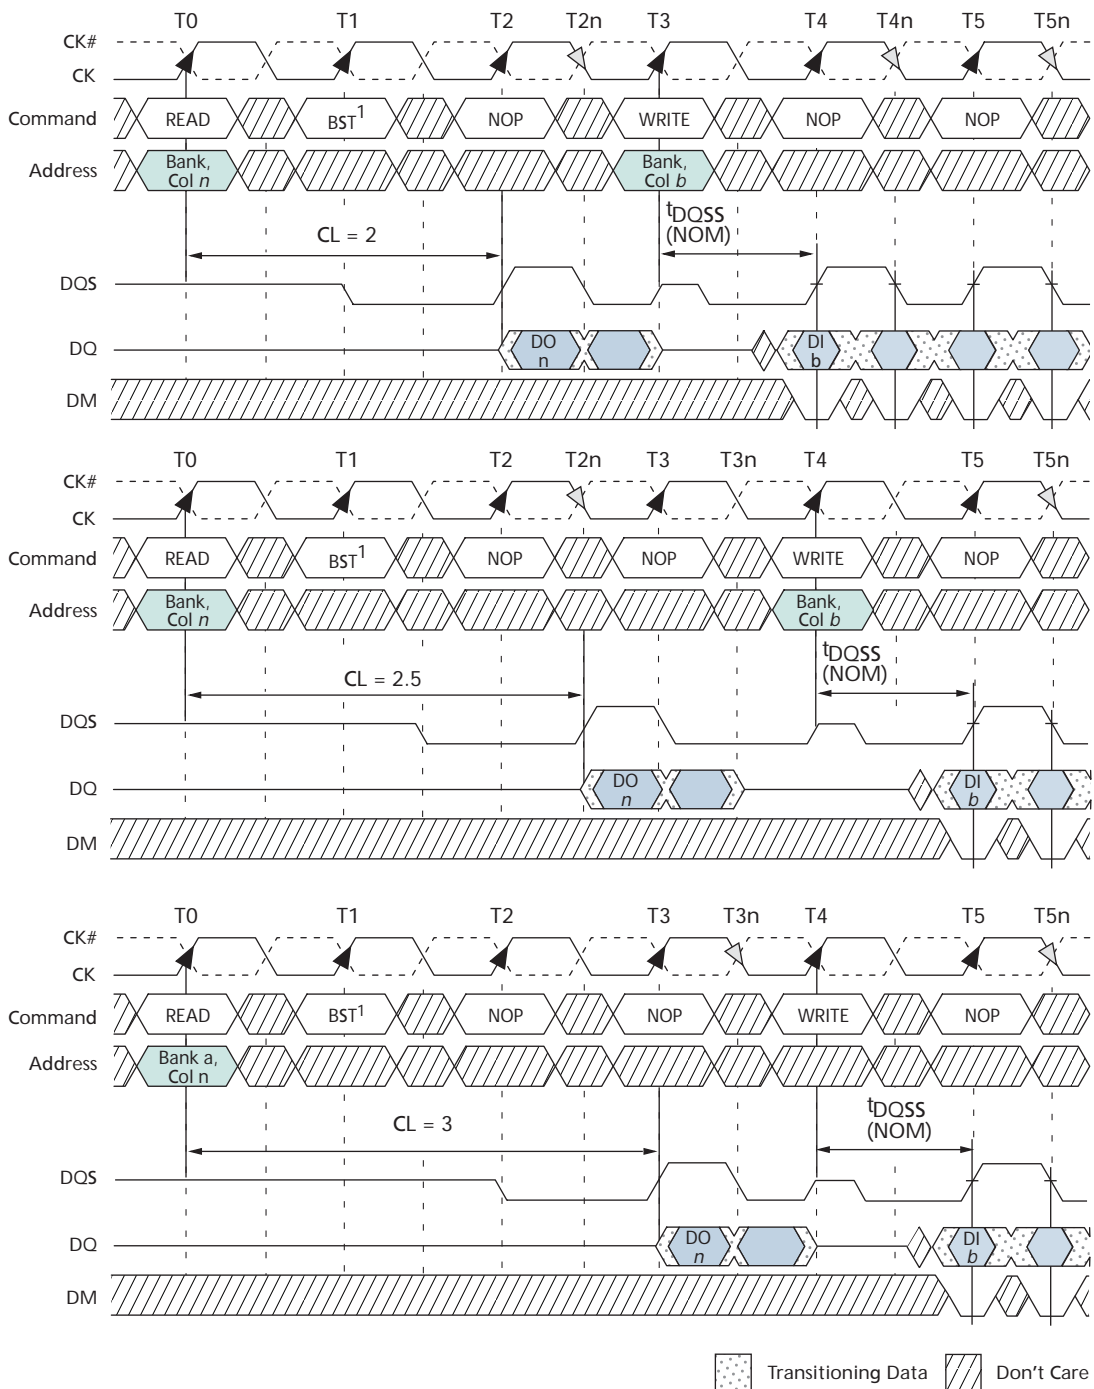 T0 T1 T2 T2n T3 T4 T4n T5 T5n
CK#
CK
Command READ BST1 NOP WRITE NOP NOP
Address Bank, Col n Bank, Col b
CL = 2
tDQSS (NOM)
DQS
DQ DO n DI b
DM
T0 T1 T2 T2n T3 T3n T4 T5 T5n
CK#
CK
Command READ BST1 NOP NOP WRITE NOP
Address Bank, Col n Bank, Col b
CL = 2.5
tDQSS (NOM)
DQS
DQ DO n DI b
DM
T0 T1 T2 T3 T3n T4 T5 T5n
CK#
CK
Command READ BST1 NOP NOP WRITE NOP
Address Bank a, Col n
CL = 3
tDQSS (NOM)
DQS
DQ DO n DI b
DM
Transitioning Data Don't Care